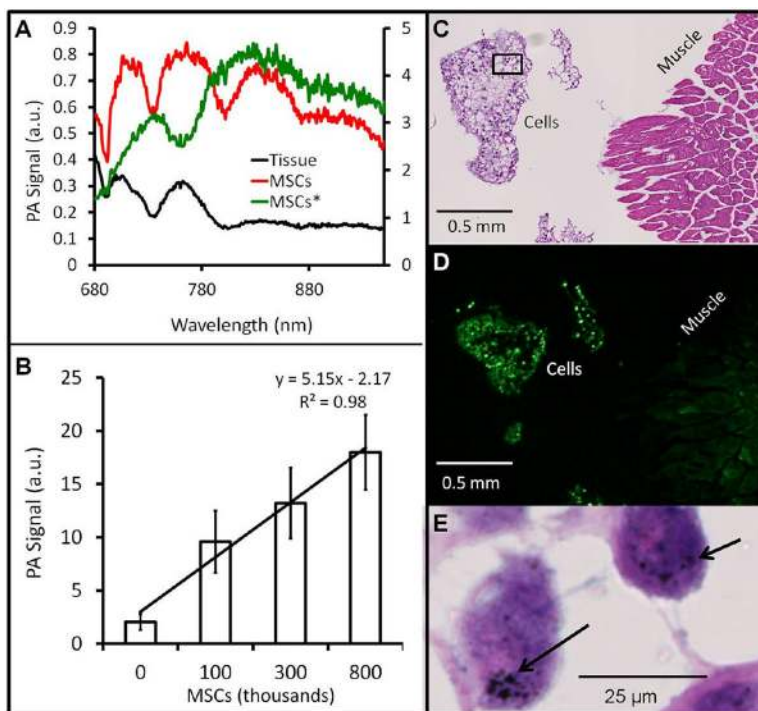 A
PA Signal (a.u.)
0.9
0.8
0.7
0.6
0.5
0.4
0.3
0.2
0.1
0
5
4
3
2
1
0
Tissue
MSCs
MSCs*
680
780
880
Wavelength (nm)
B
PA Signal (a.u.)
25
20
15
10
5
0
y = 5.15x - 2.17
R² = 0.98
0
100
300
800
MSCs (thousands)
C
Muscle
Cells
0.5 mm
D
Muscle
Cells
0.5 mm
E
25 µm